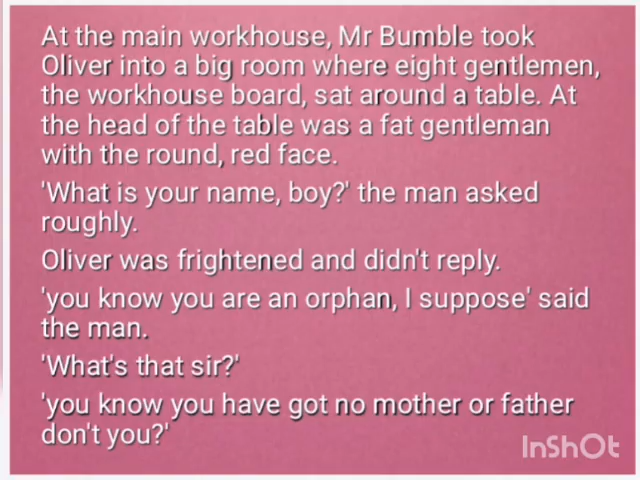 At the main workhouse, Mr Bumble took
Oliver into a big room where eight gentlemen,
the workhouse board, sat around a table. At
the head of the table was a fat gentleman
with the round, red face.
'What is your name, boy?' the man asked
roughly.
Oliver was frightened and didn't reply.
'you know you are an orphan, I suppose' said
the man.
'What's that sir?'
'you know you have got no mother or father
don't you?'
InShOt